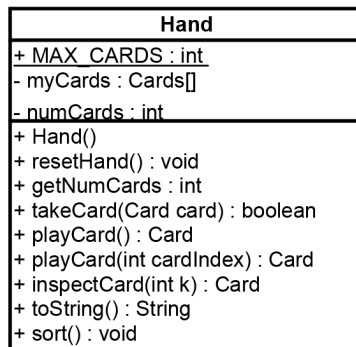 Hand
+ MAX_CARDS : int
- myCards : Cards[]
- numCards : int
+ Hand()
+ resetHand() : void
+ getNumCards : int
+ takeCard(Card card) : boolean
+ playCard() : Card
+ playCard(int cardIndex) : Card
+ inspectCard(int k) : Card
+ toString() : String
+ sort() : void